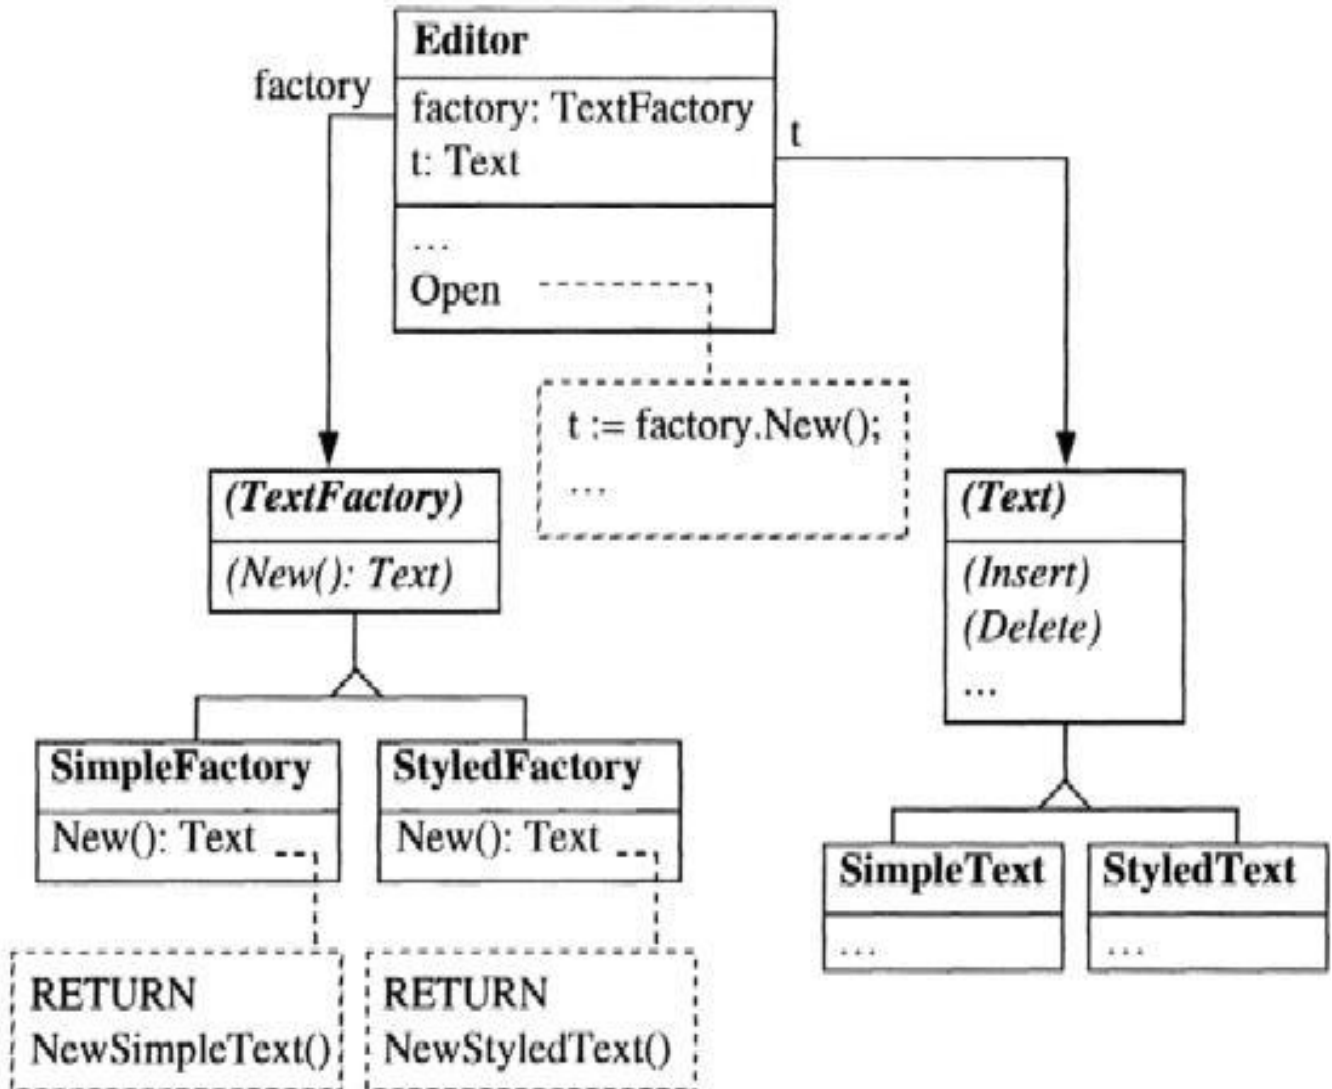 Editor
factory
factory: TextFactory
t
t: Text
...
Open
t := factory.New();
...
(TextFactory)
(New(): Text)
(Text)
(Insert)
(Delete)
...
SimpleFactory
New(): Text
StyledFactory
New(): Text
SimpleText
...
StyledText
...
RETURN
NewSimpleText()
RETURN
NewStyledText()